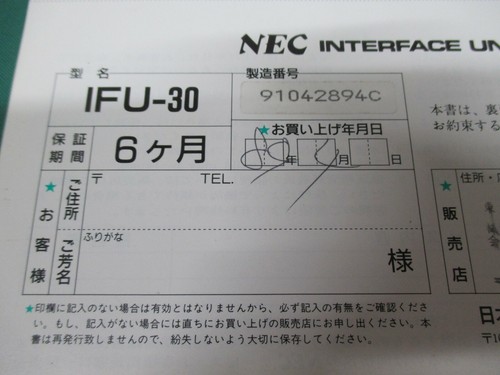 NEC INTERFACE UN
型名
IFU-30
製造番号
91042894C
本書は、裏
お約束する
保証期間
6ヶ月
★お買い上げ年月日
89年 月 日
★お客様
ご住所
〒 TEL.
ご芳名
ふりがな
様
★販売店
住所・
★印欄に記入のない場合は有効とはなりませんから、必ず記入の有無をご確認くださ
い。もし、記入がない場合には直ちにお買い上げの販売店にお申し出ください。本
書は再発行致しませんので、紛失しないよう大切に保存してください。
日本